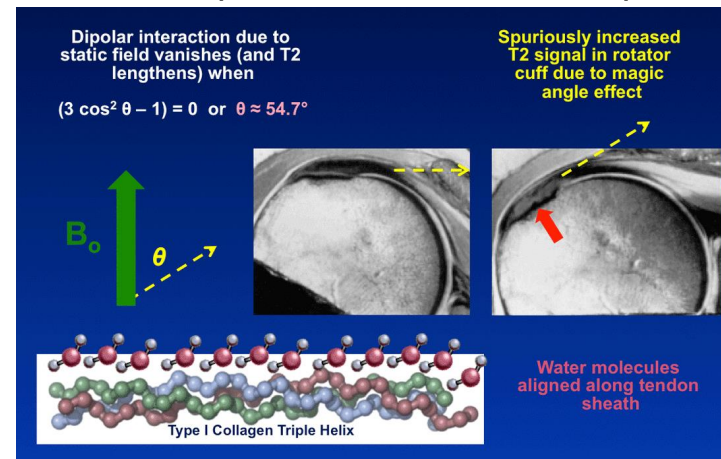 Dipolar interaction due to
static field vanishes (and T2
lengthens) when
(3 cos² θ – 1) = 0 or θ ≈ 54.7°
Spuriously increased
T2 signal in rotator
cuff due to magic
angle effect
Bo
θ
Water molecules
aligned along tendon
sheath
Type I Collagen Triple Helix